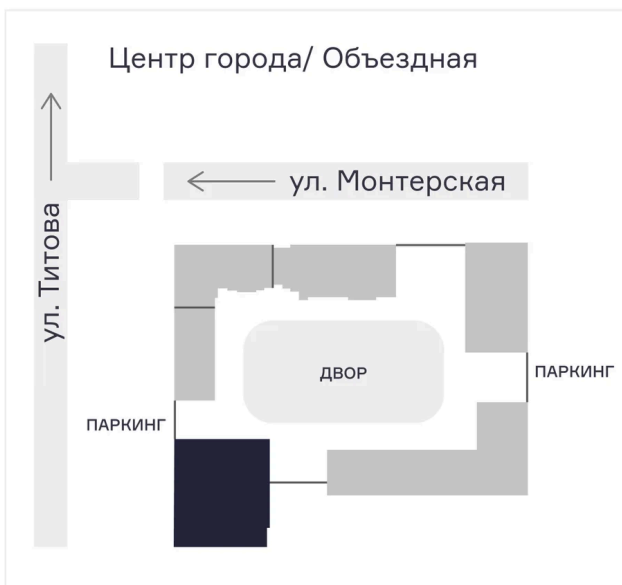 Центр города/ Объездная
ул. Монтерская
ул. Титова
ДВОР
ПАРКИНГ
ПАРКИНГ